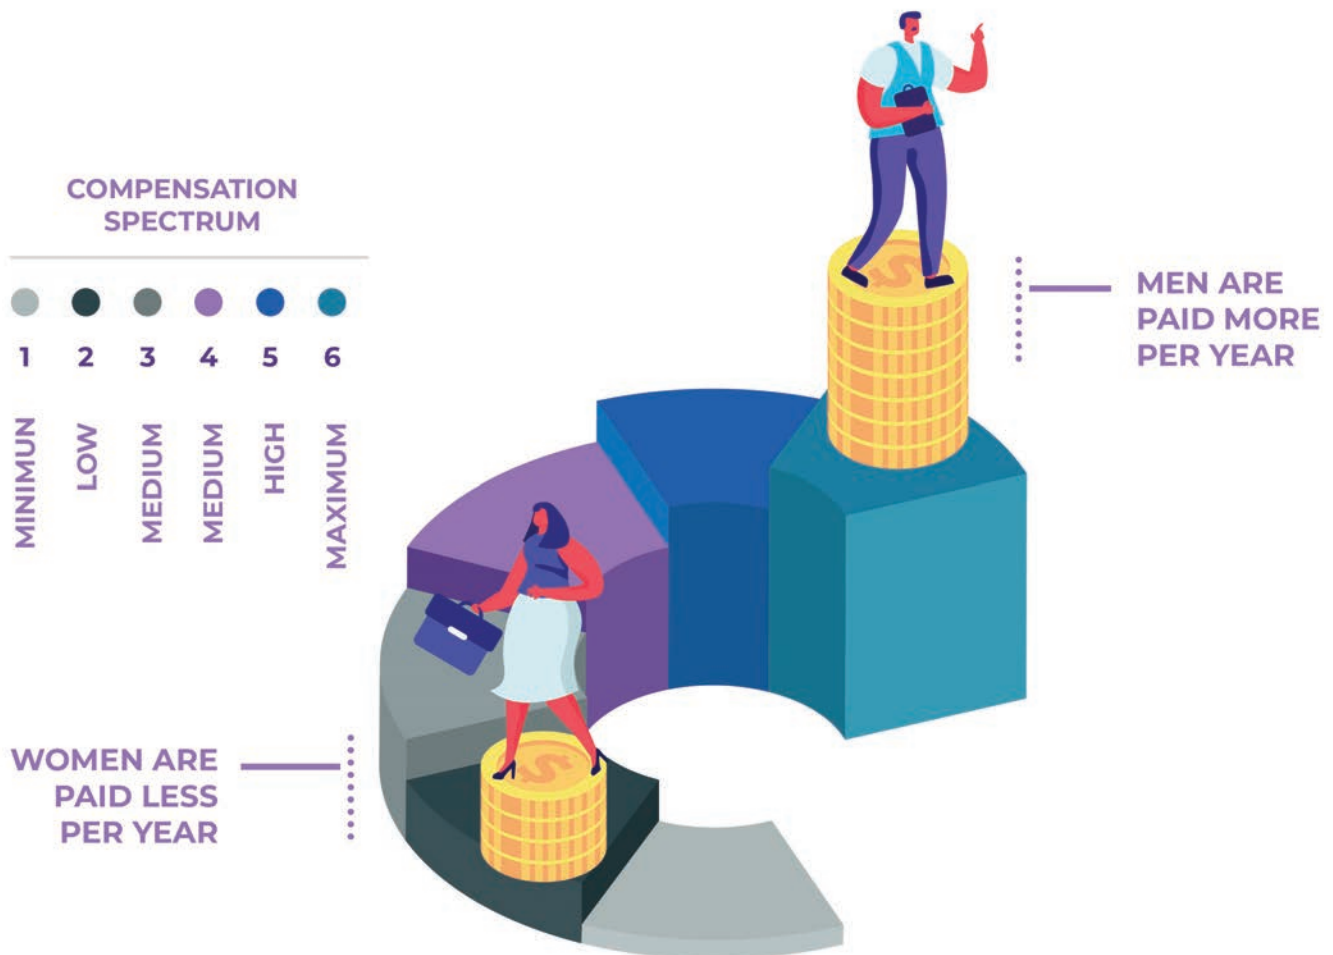 COMPENSATION
SPECTRUM
1 2 3 4 5 6
MINIMUN
LOW
MEDIUM
MEDIUM
HIGH
MAXIMUM
MEN ARE
PAID MORE
PER YEAR
WOMEN ARE
PAID LESS
PER YEAR
$
$